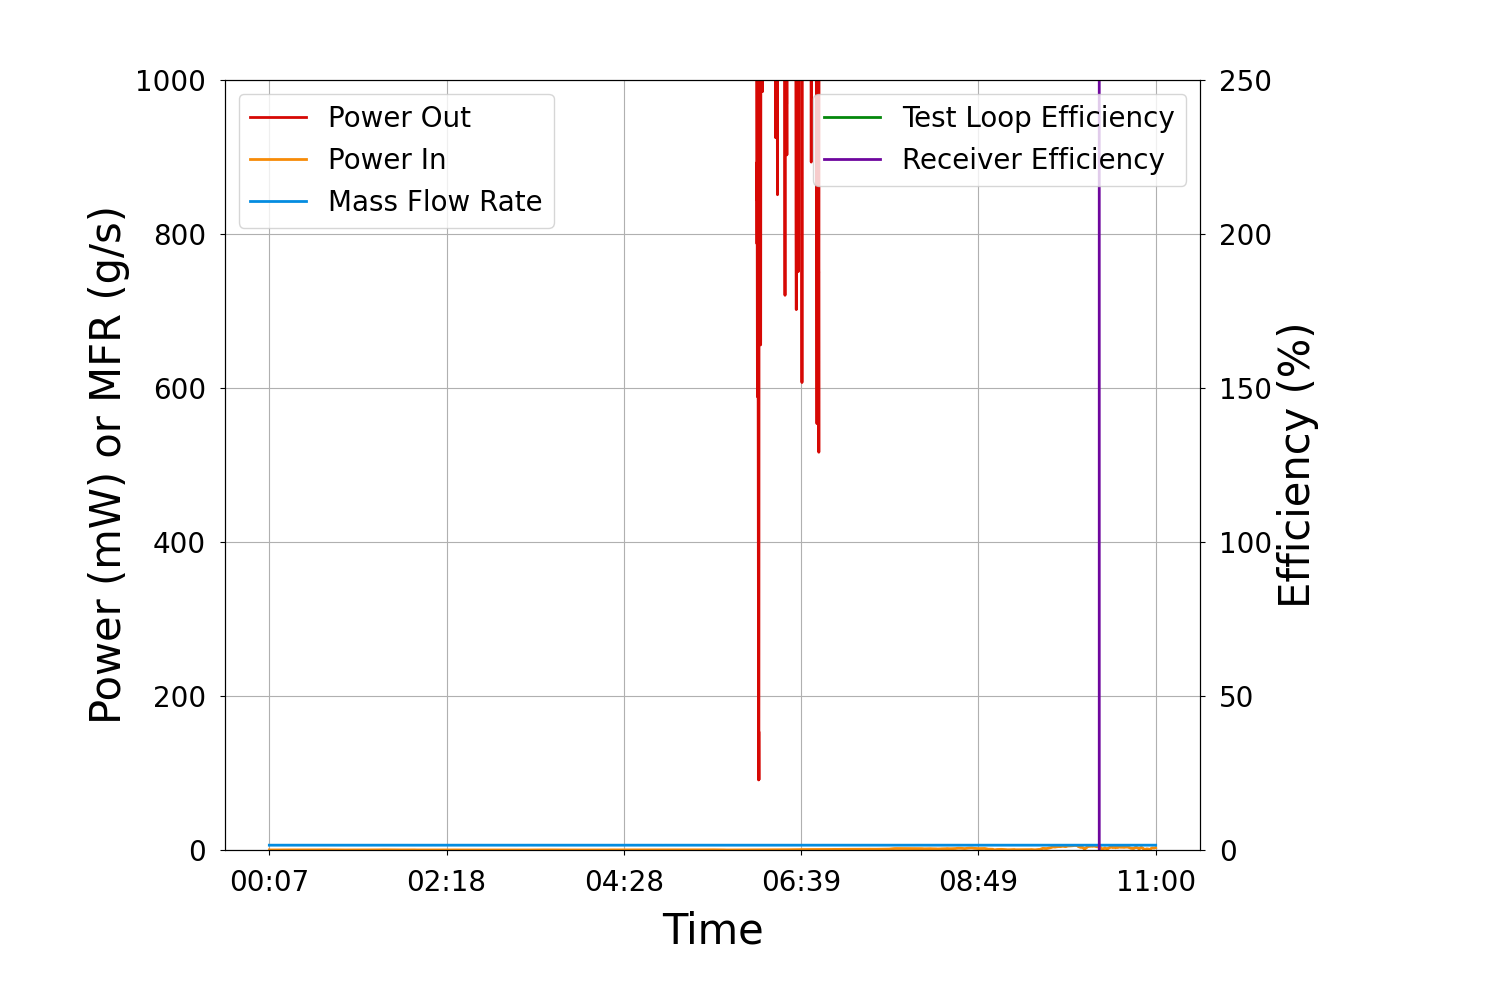 1000
800
600
400
200
0
Power (mW) or MFR (g/s)
Power Out
Power In
Mass Flow Rate
Test Loop Efficiency
Receiver Efficiency
250
200
150
100
50
0
Efficiency (%)
00:07 02:18 04:28 06:39 08:49 11:00
Time